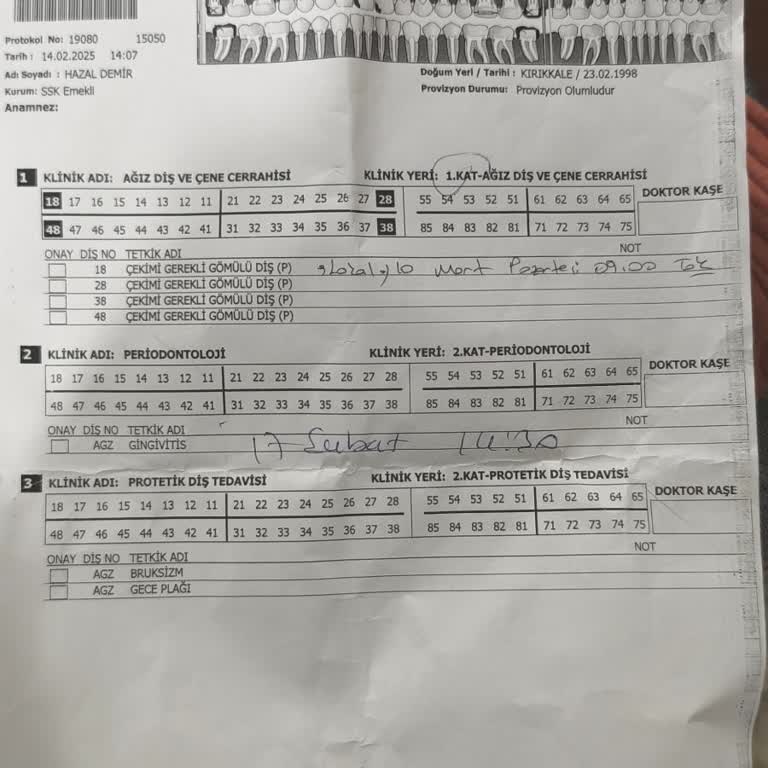 Protokol No: 19080 15050
Tarih : 14.02.2025 14:07
Adı Soyadı : HAZAL DEMİR
Kurum: SSK Emekli
Anamnez:
Doğum Yeri / Tarihi : KIRIKKALE / 23.02.1998
Provizyon Durumu: Provizyon Olumludur
1 KLİNİK ADI: AĞIZ DİŞ VE ÇENE CERRAHİSİ KLİNİK YERİ: 1.KAT-AĞIZ DİŞ VE ÇENE CERRAHİSİ
18 17 16 15 14 13 12 11 21 22 23 24 25 26 27 28 55 54 53 52 51 61 62 63 64 65 DOKTOR KAŞE
48 47 46 45 44 43 42 41 31 32 33 34 35 36 37 38 85 84 83 82 81 71 72 73 74 75
NOT
ONAY DİŞ NO TETKİK ADI
18 ÇEKİMİ GEREKLİ GÖMÜLÜ DİŞ (P) 10 Mart Pazartesi 09.00
28 ÇEKİMİ GEREKLİ GÖMÜLÜ DİŞ (P)
38 ÇEKİMİ GEREKLİ GÖMÜLÜ DİŞ (P)
48 ÇEKİMİ GEREKLİ GÖMÜLÜ DİŞ (P)
2 KLİNİK ADI: PERİODONTOLOJİ KLİNİK YERİ: 2.KAT-PERİODONTOLOJİ
18 17 16 15 14 13 12 11 21 22 23 24 25 26 27 28 55 54 53 52 51 61 62 63 64 65 DOKTOR KAŞE
48 47 46 45 44 43 42 41 31 32 33 34 35 36 37 38 85 84 83 82 81 71 72 73 74 75
NOT
ONAY DİŞ NO TETKİK ADI
AGZ GİNGİVİTİS 17 Subat 14:30
3 KLİNİK ADI: PROTETİK DİŞ TEDAVİSİ KLİNİK YERİ: 2.KAT-PROTETİK DİŞ TEDAVİSİ
18 17 16 15 14 13 12 11 21 22 23 24 25 26 27 28 55 54 53 52 51 61 62 63 64 65 DOKTOR KAŞE
48 47 46 45 44 43 42 41 31 32 33 34 35 36 37 38 85 84 83 82 81 71 72 73 74 75
NOT
ONAY DİŞ NO TETKİK ADI
AGZ BRUKSİZM
AGZ GECE PLAĞI